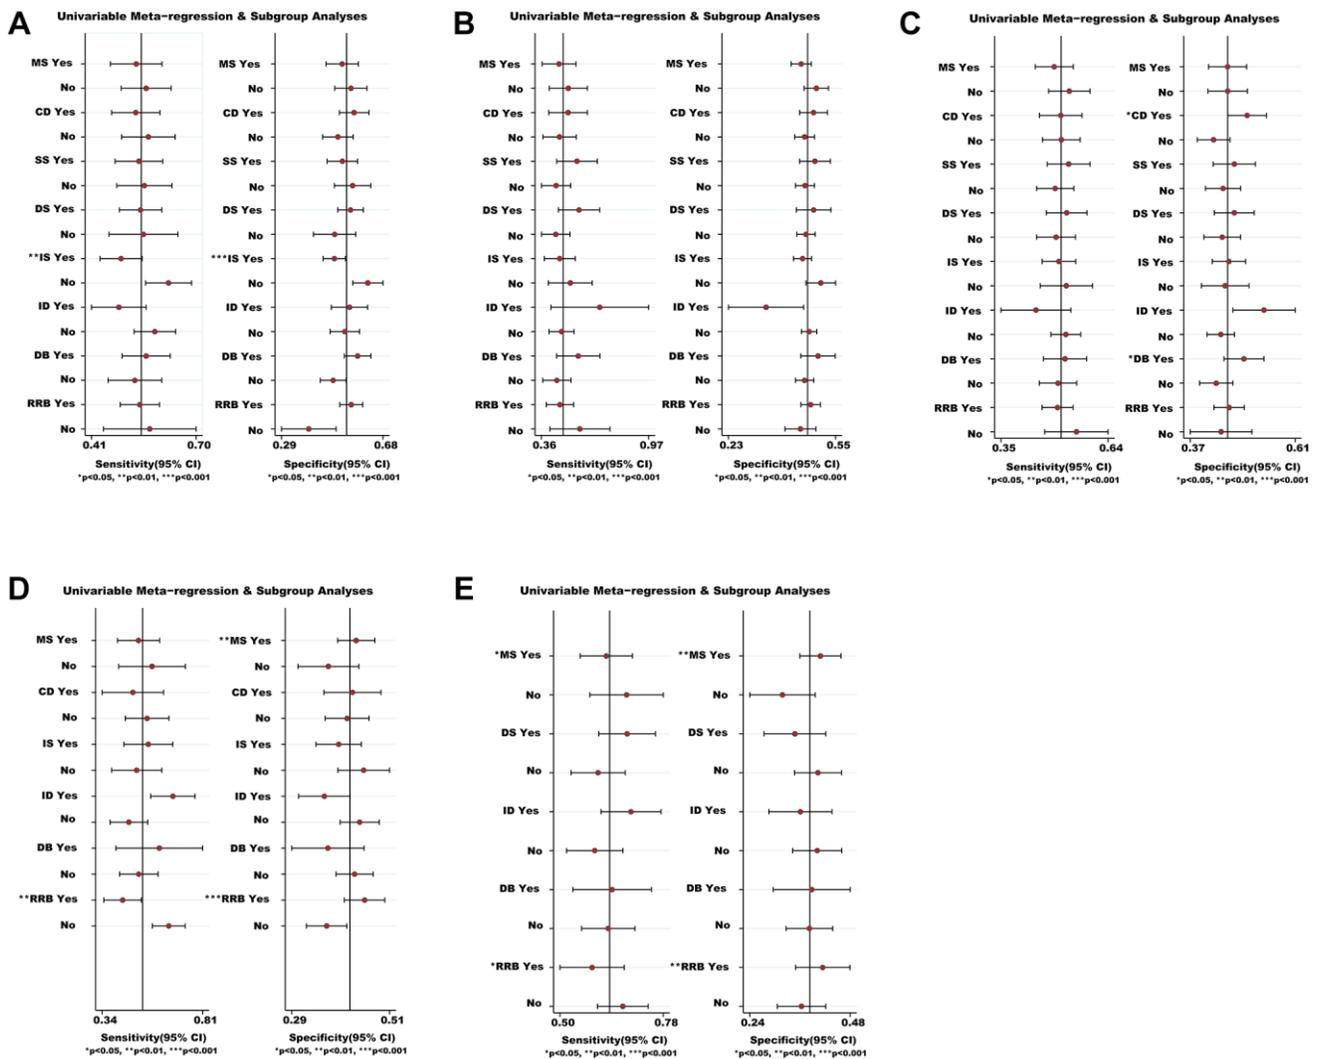 A
Univariable Meta−regression & Subgroup Analyses
MS Yes
No
CD Yes
No
SS Yes
No
DS Yes
No
**IS Yes
No
ID Yes
No
DB Yes
No
RRB Yes
No
0.41 0.70
Sensitivity(95% CI)
*p<0.05, **p<0.01, ***p<0.001
MS Yes
No
CD Yes
No
SS Yes
No
DS Yes
No
***IS Yes
No
ID Yes
No
DB Yes
No
RRB Yes
No
0.29 0.68
Specificity(95% CI)
*p<0.05, **p<0.01, ***p<0.001
B
Univariable Meta−regression & Subgroup Analyses
MS Yes
No
CD Yes
No
SS Yes
No
DS Yes
No
IS Yes
No
ID Yes
No
DB Yes
No
RRB Yes
No
0.36 0.97
Sensitivity(95% CI)
*p<0.05, **p<0.01, ***p<0.001
MS Yes
No
CD Yes
No
SS Yes
No
DS Yes
No
IS Yes
No
ID Yes
No
DB Yes
No
RRB Yes
No
0.23 0.55
Specificity(95% CI)
*p<0.05, **p<0.01, ***p<0.001
C
Univariable Meta−regression & Subgroup Analyses
MS Yes
No
CD Yes
No
SS Yes
No
DS Yes
No
IS Yes
No
ID Yes
No
DB Yes
No
RRB Yes
No
0.35 0.64
Sensitivity(95% CI)
*p<0.05, **p<0.01, ***p<0.001
MS Yes
No
*CD Yes
No
SS Yes
No
DS Yes
No
IS Yes
No
ID Yes
No
*DB Yes
No
RRB Yes
No
0.37 0.61
Specificity(95% CI)
*p<0.05, **p<0.01, ***p<0.001
D
Univariable Meta−regression & Subgroup Analyses
MS Yes
No
CD Yes
No
IS Yes
No
ID Yes
No
DB Yes
No
**RRB Yes
No
0.34 0.81
Sensitivity(95% CI)
*p<0.05, **p<0.01, ***p<0.001
**MS Yes
No
CD Yes
No
IS Yes
No
ID Yes
No
DB Yes
No
***RRB Yes
No
0.29 0.51
Specificity(95% CI)
*p<0.05, **p<0.01, ***p<0.001
E
Univariable Meta−regression & Subgroup Analyses
*MS Yes
No
DS Yes
No
ID Yes
No
DB Yes
No
*RRB Yes
No
0.50 0.78
Sensitivity(95% CI)
*p<0.05, **p<0.01, ***p<0.001
**MS Yes
No
DS Yes
No
ID Yes
No
DB Yes
No
**RRB Yes
No
0.24 0.48
Specificity(95% CI)
*p<0.05, **p<0.01, ***p<0.001